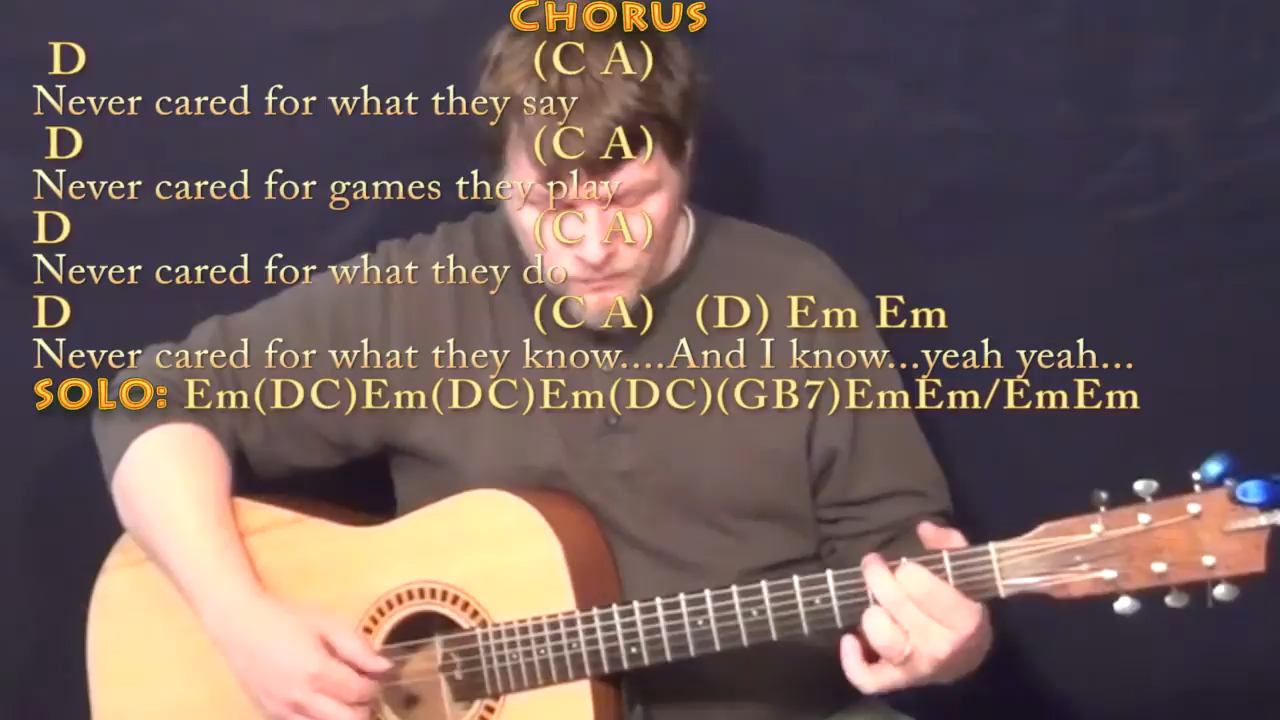 CHORUS
D (C A)
Never cared for what they say
D (C A)
Never cared for games they play
D (C A)
Never cared for what they do
D (C A) (D) Em Em
Never cared for what they know....And I know...yeah yeah...
SOLO: Em(DC)Em(DC)Em(DC)(GB7)EmEm/EmEm